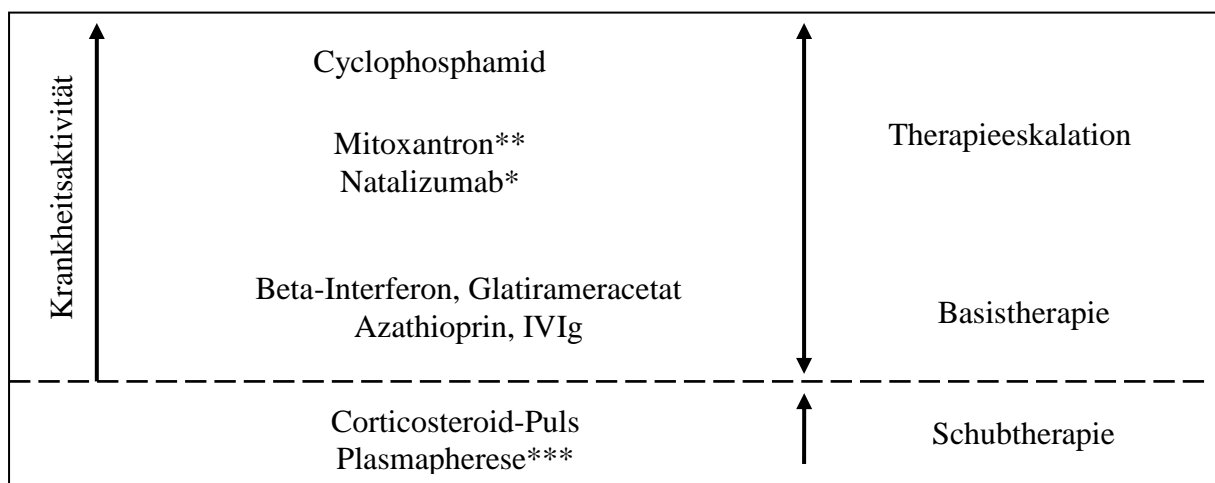 Krankheitsaktivität
Cyclophosphamid
Mitoxantron**
Natalizumab*
Therapieeskalation
Beta-Interferon, Glatirameracetat
Azathioprin, IVIg
Basistherapie
Corticosteroid-Puls
Plasmapherese***
Schubtherapie